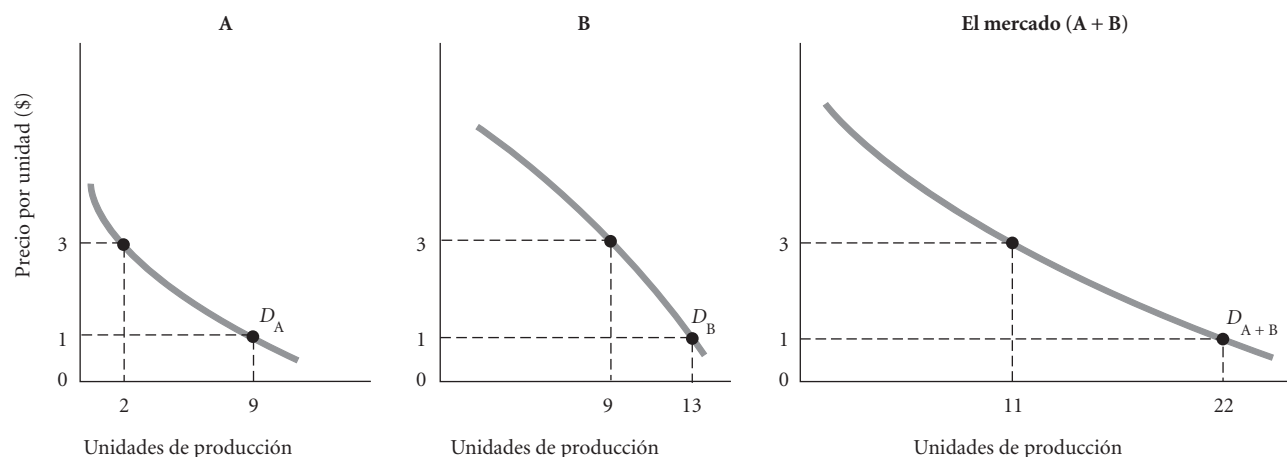 A
B
El mercado (A + B)
Precio por unidad ($)
3
1
0
D_A
2
9
Unidades de producción
3
1
0
D_B
9
13
Unidades de producción
3
1
0
D_A + B
11
22
Unidades de producción